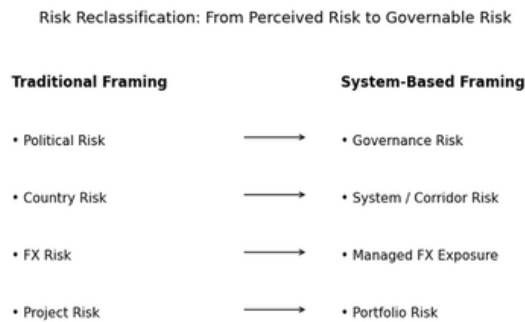 Risk Reclassification: From Perceived Risk to Governable Risk
Traditional Framing
System-Based Framing
• Political Risk
• Governance Risk
• Country Risk
• System / Corridor Risk
• FX Risk
• Managed FX Exposure
• Project Risk
• Portfolio Risk